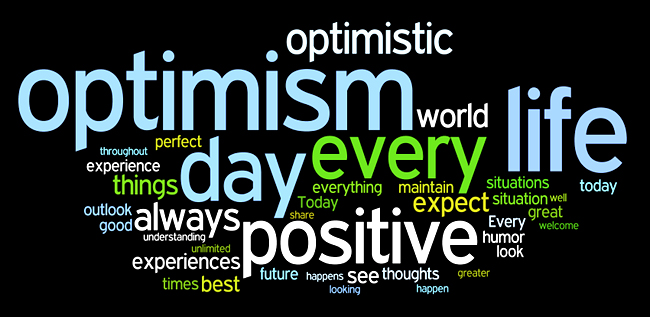 optimistic
optimism
world
life
throughout
perfect
experience
things
day
every
everything
maintain
situations
today
outlook
good
always
Today
share
expect
situation
well
great
welcome
understanding
unlimited
positive
Every
humor
look
experiences
times
best
future
happens
see
thoughts
greater
looking
happen